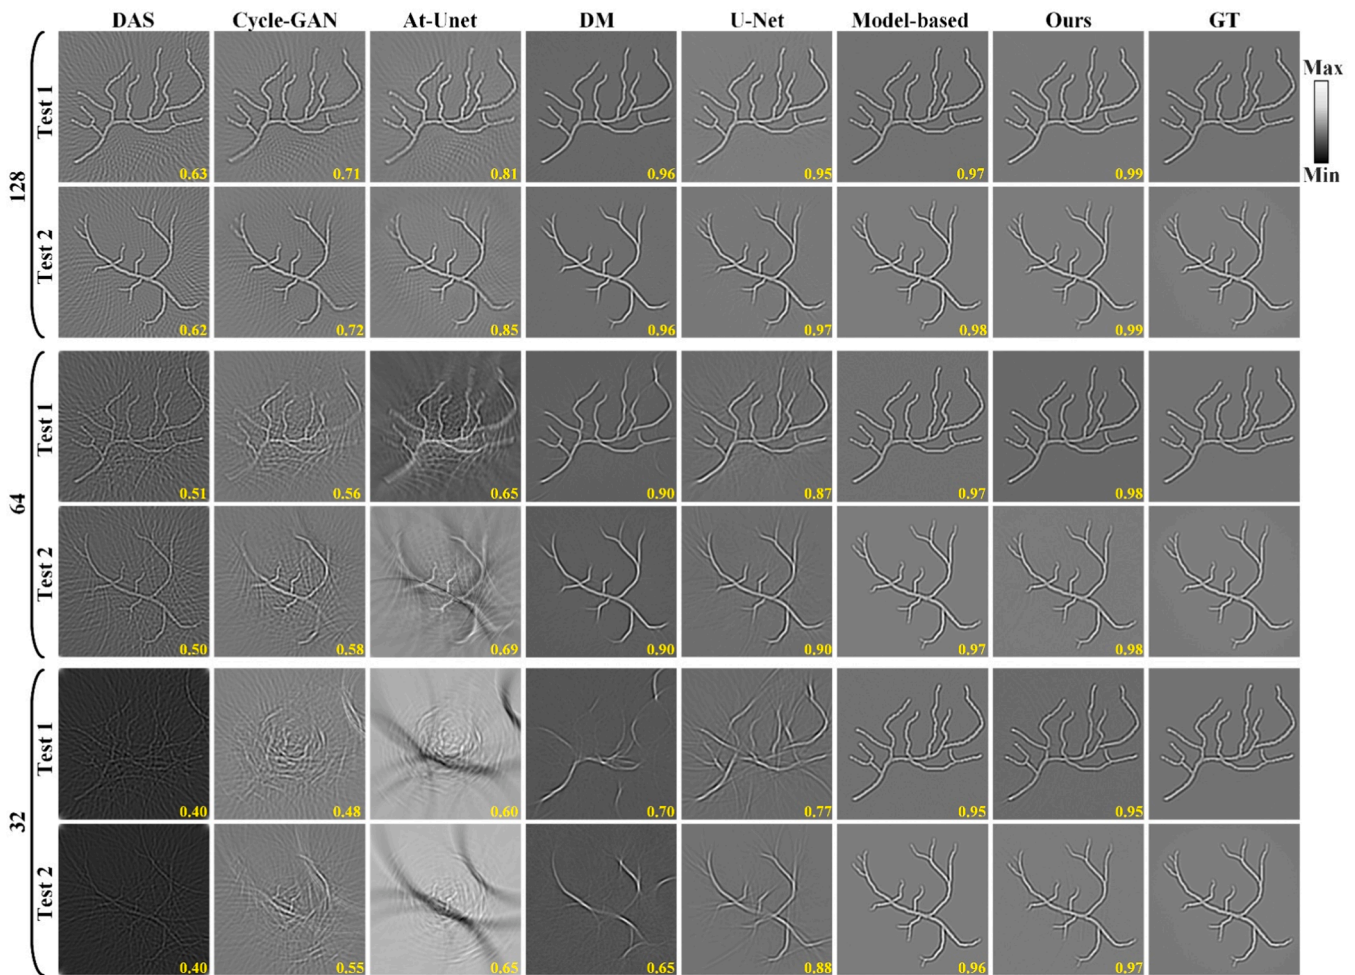 DAS Cycle-GAN At-Unet DM U-Net Model-based Ours GT
Max
Min
128
Test 1
0.63 0.71 0.81 0.96 0.95 0.97 0.99
Test 2
0.62 0.72 0.85 0.96 0.97 0.98 0.99
64
Test 1
0.51 0.56 0.65 0.90 0.87 0.97 0.98
Test 2
0.50 0.58 0.69 0.90 0.90 0.97 0.98
32
Test 1
0.40 0.48 0.60 0.70 0.77 0.95 0.95
Test 2
0.40 0.55 0.65 0.65 0.88 0.96 0.97